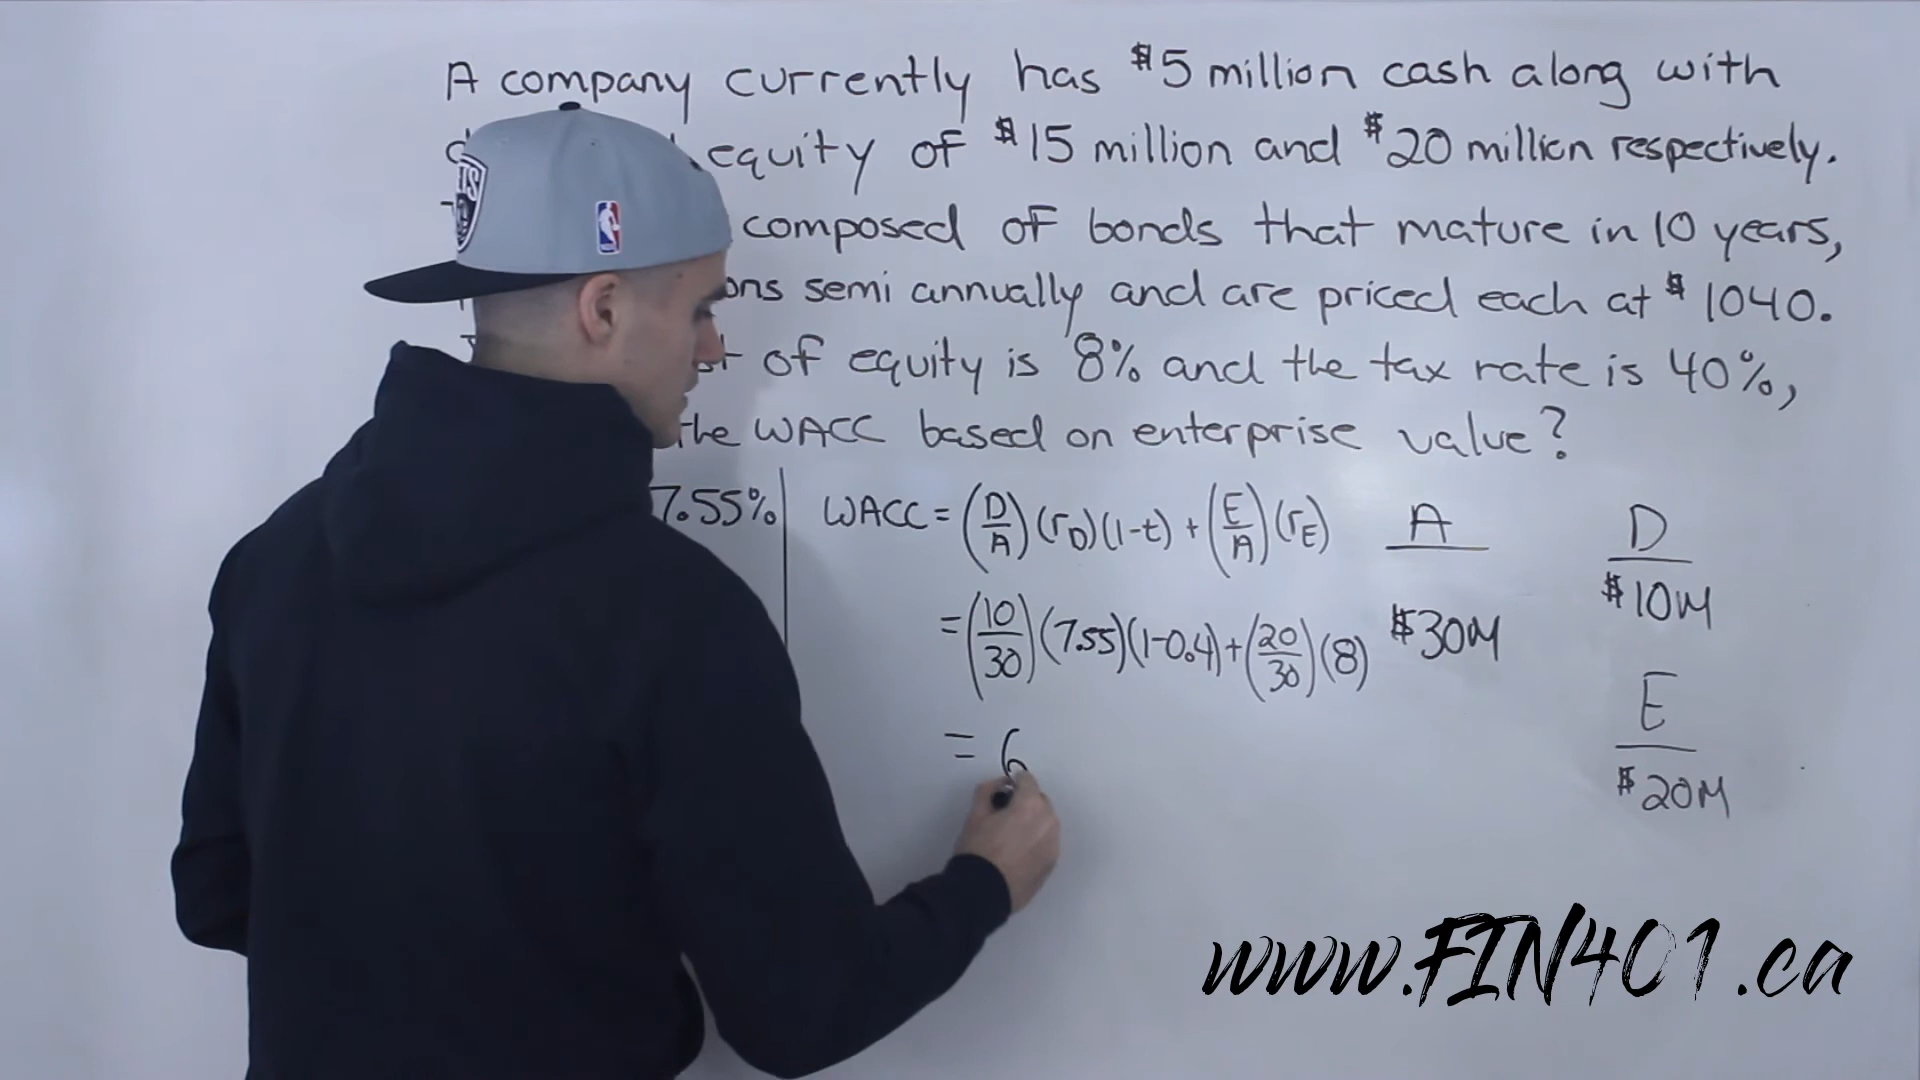 A company currently has $5 million cash along with
equity of $15 million and $20 million respectively.
composed of bonds that mature in 10 years,
ons semi annually and are priced each at $1040.
of equity is 8% and the tax rate is 40%,
the WACC based on enterprise value?
7.55% WACC = (D/A)(rD)(1-t) + (E/A)(rE) A D
$10M
= (10/30)(7.55)(1-0.4)+(20/30)(8) $30M
E
= 6
$20M
www.FIN401.ca